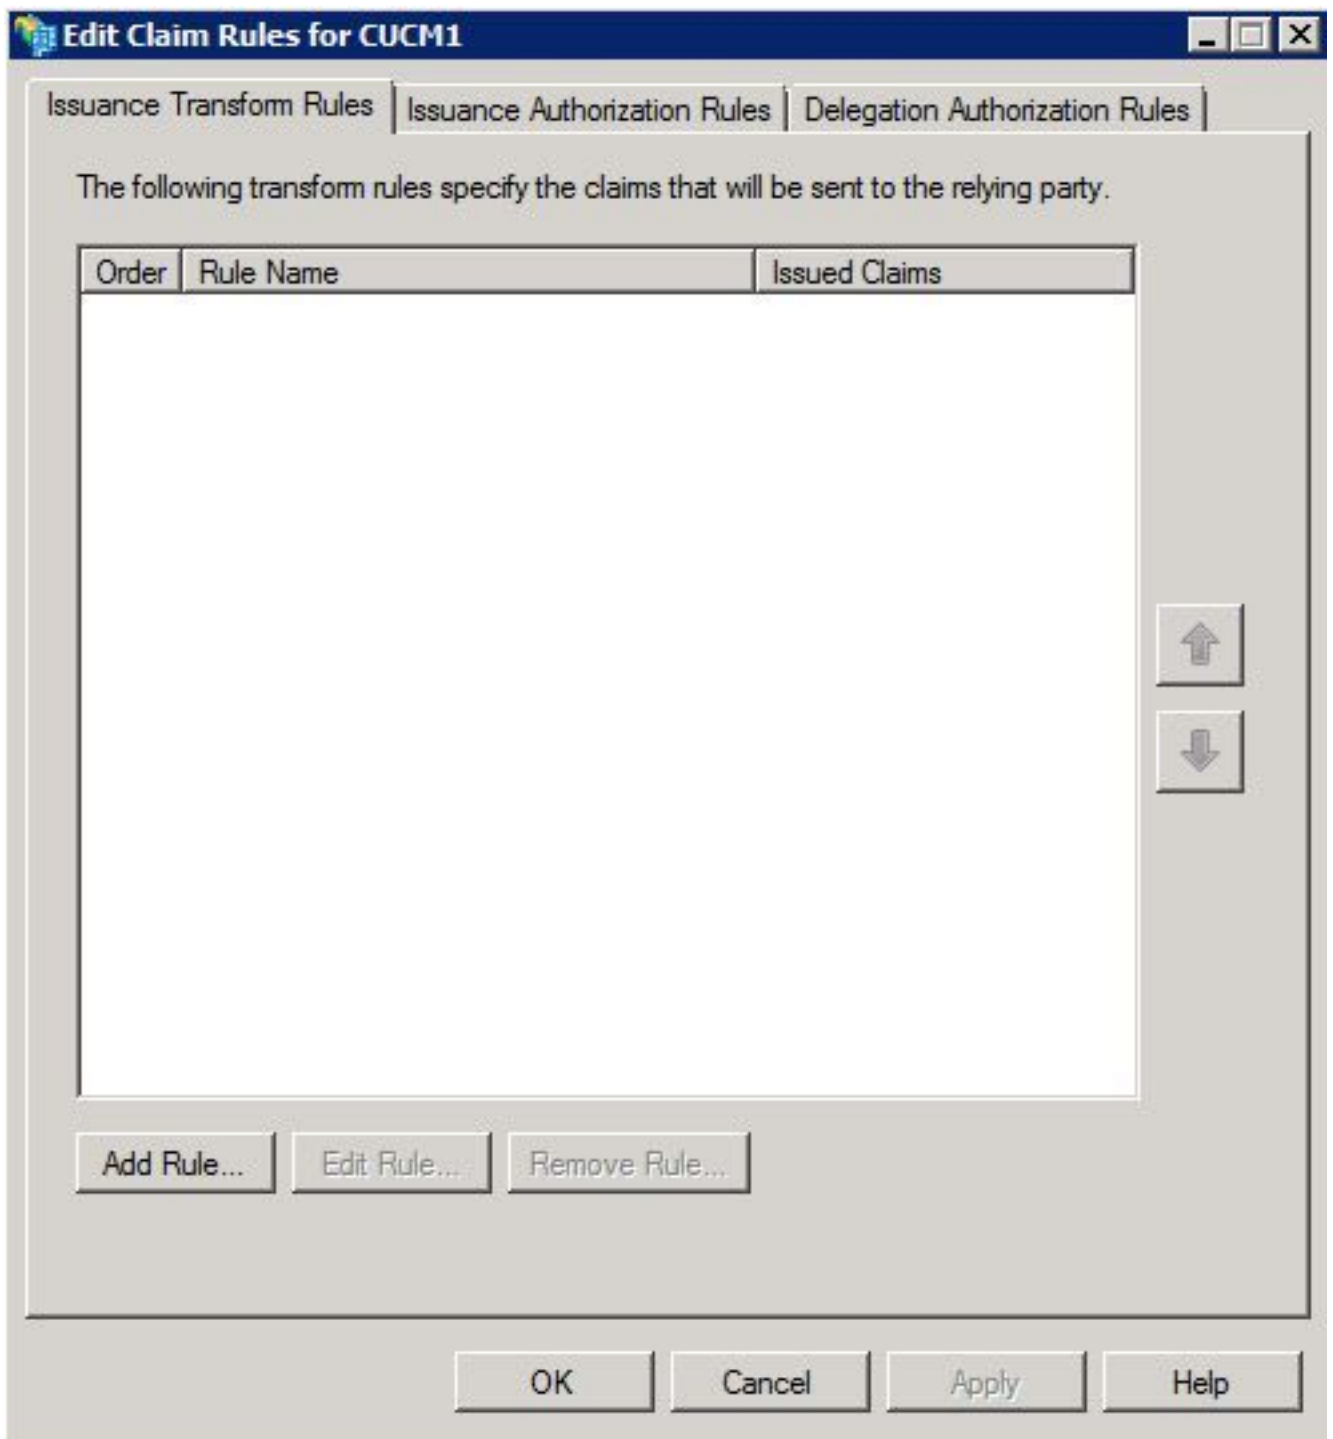 Edit Claim Rules for CUCM1
Issuance Transform Rules Issuance Authorization Rules Delegation Authorization Rules
The following transform rules specify the claims that will be sent to the relying party.
Order Rule Name Issued Claims
Add Rule... Edit Rule... Remove Rule...
OK Cancel Apply Help